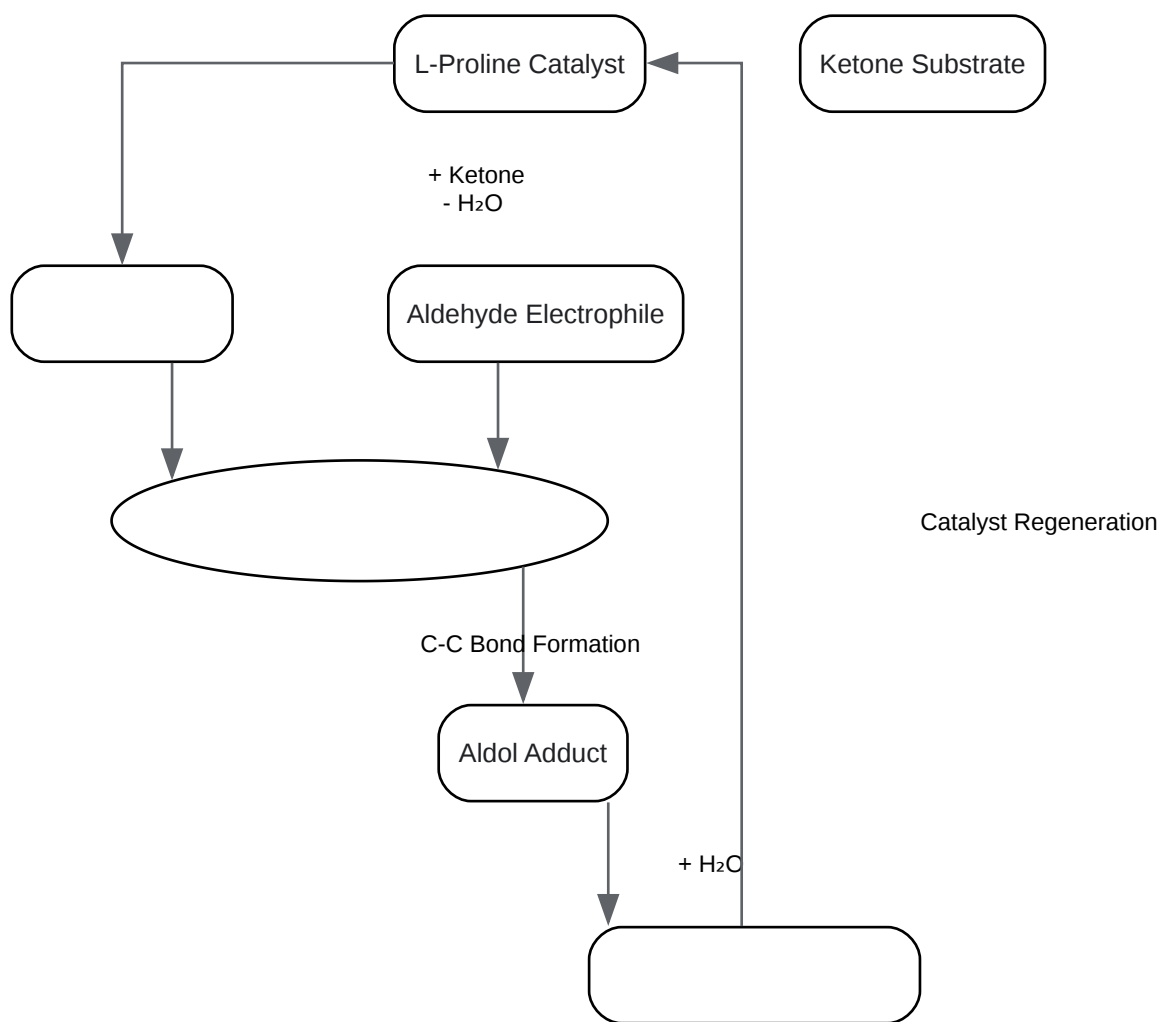 L-Proline Catalyst
Ketone Substrate
+ Ketone
- H₂O
Aldehyde Electrophile
Catalyst Regeneration
C-C Bond Formation
Aldol Adduct
+ H₂O